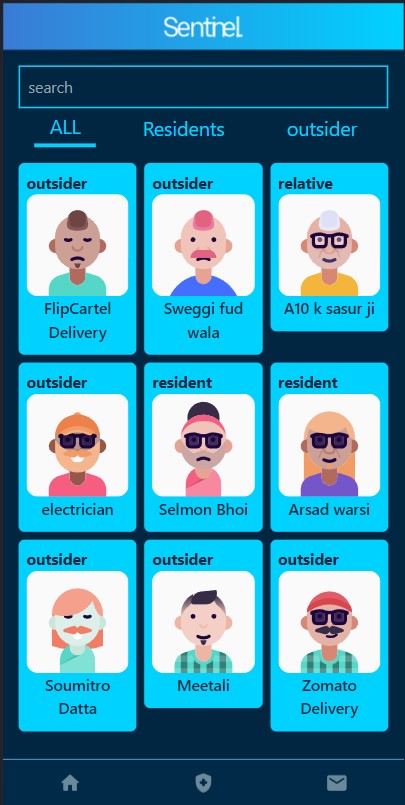 Sentinel.
search
ALL
Residents
outsider
outsider
FlipCartel
Delivery
outsider
Sweggi fud
wala
relative
A10 k sasur ji
outsider
electrician
resident
Selmon Bhoi
resident
Arsad warsi
outsider
Soumitro
Datta
outsider
Meetali
outsider
Zomato
Delivery